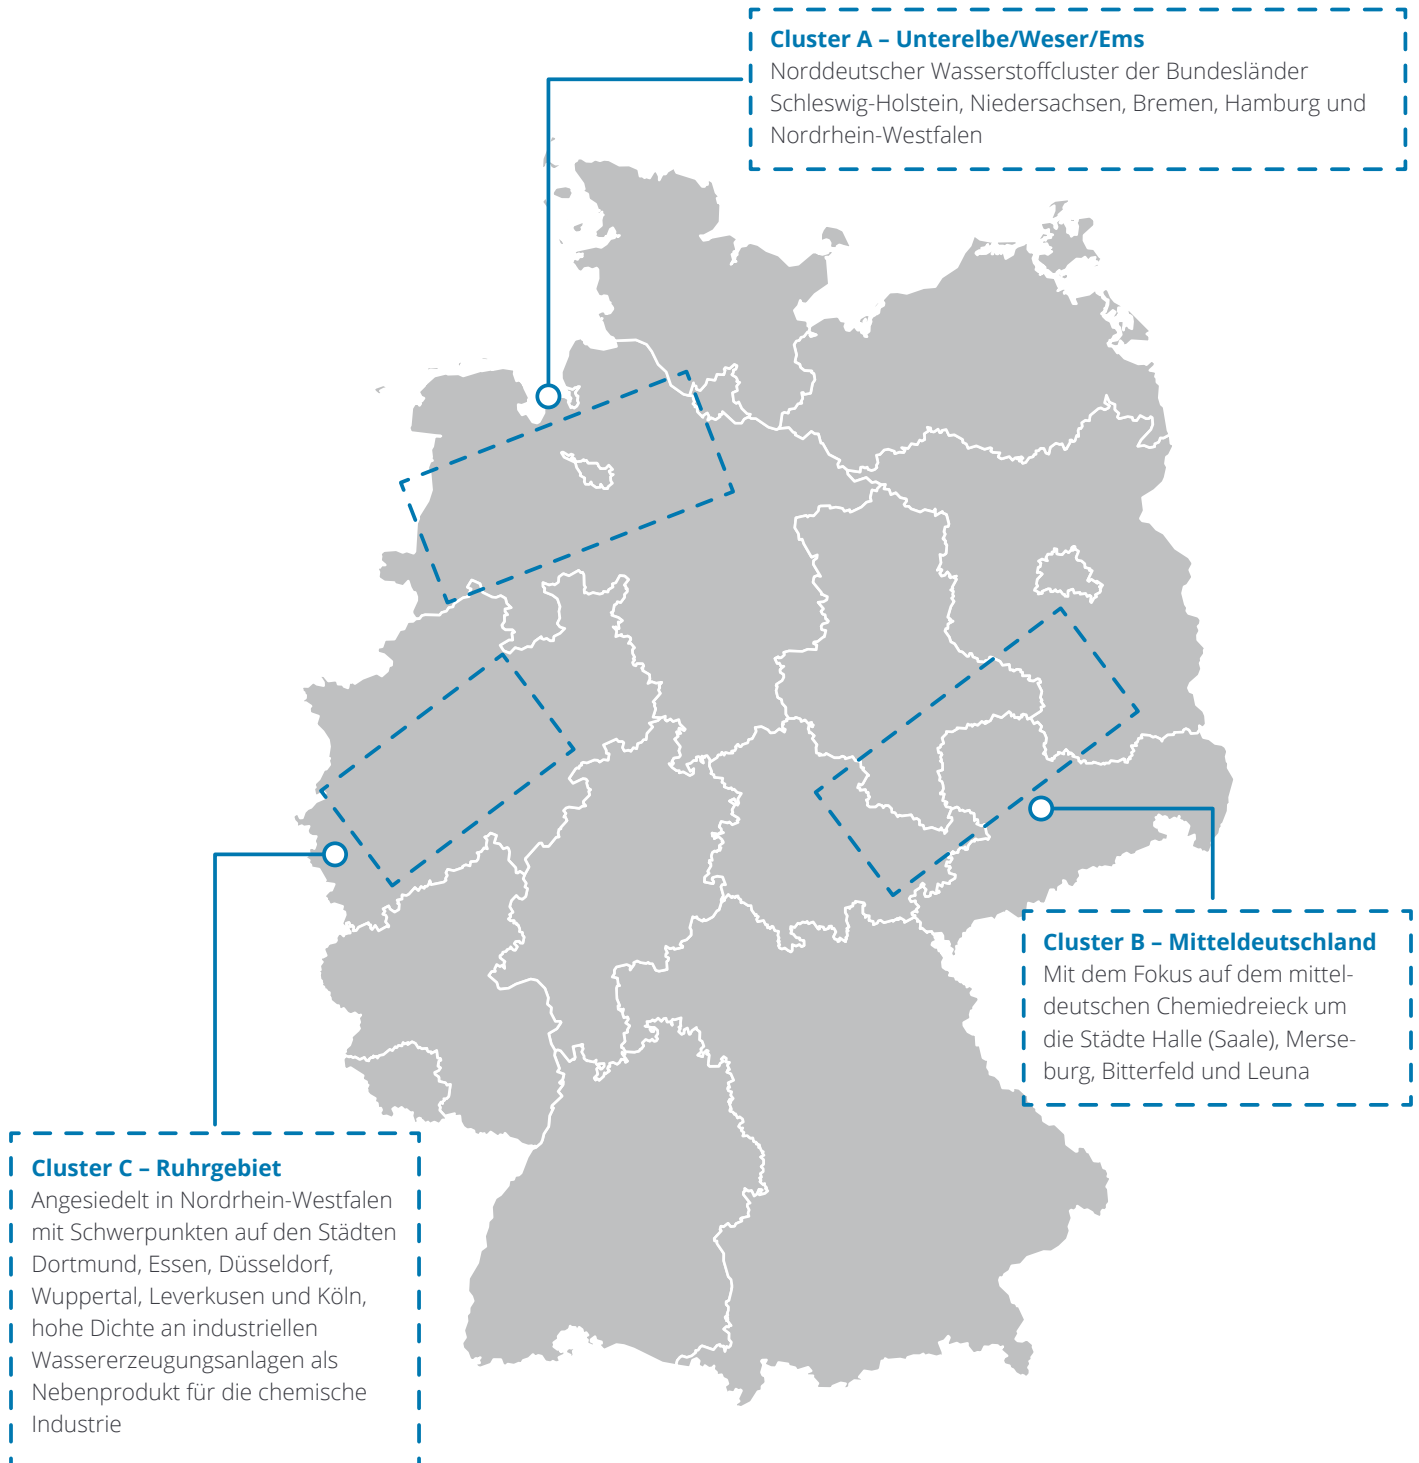 Cluster A – Unterelbe/Weser/Ems
Norddeutscher Wasserstoffcluster der Bundesländer
Schleswig-Holstein, Niedersachsen, Bremen, Hamburg und
Nordrhein-Westfalen
Cluster B – Mitteldeutschland
Mit dem Fokus auf dem mittel-
deutschen Chemiedreieck um
die Städte Halle (Saale), Merse-
burg, Bitterfeld und Leuna
Cluster C – Ruhrgebiet
Angesiedelt in Nordrhein-Westfalen
mit Schwerpunkten auf den Städten
Dortmund, Essen, Düsseldorf,
Wuppertal, Leverkusen und Köln,
hohe Dichte an industriellen
Wassererzeugungsanlagen als
Nebenprodukt für die chemische
Industrie